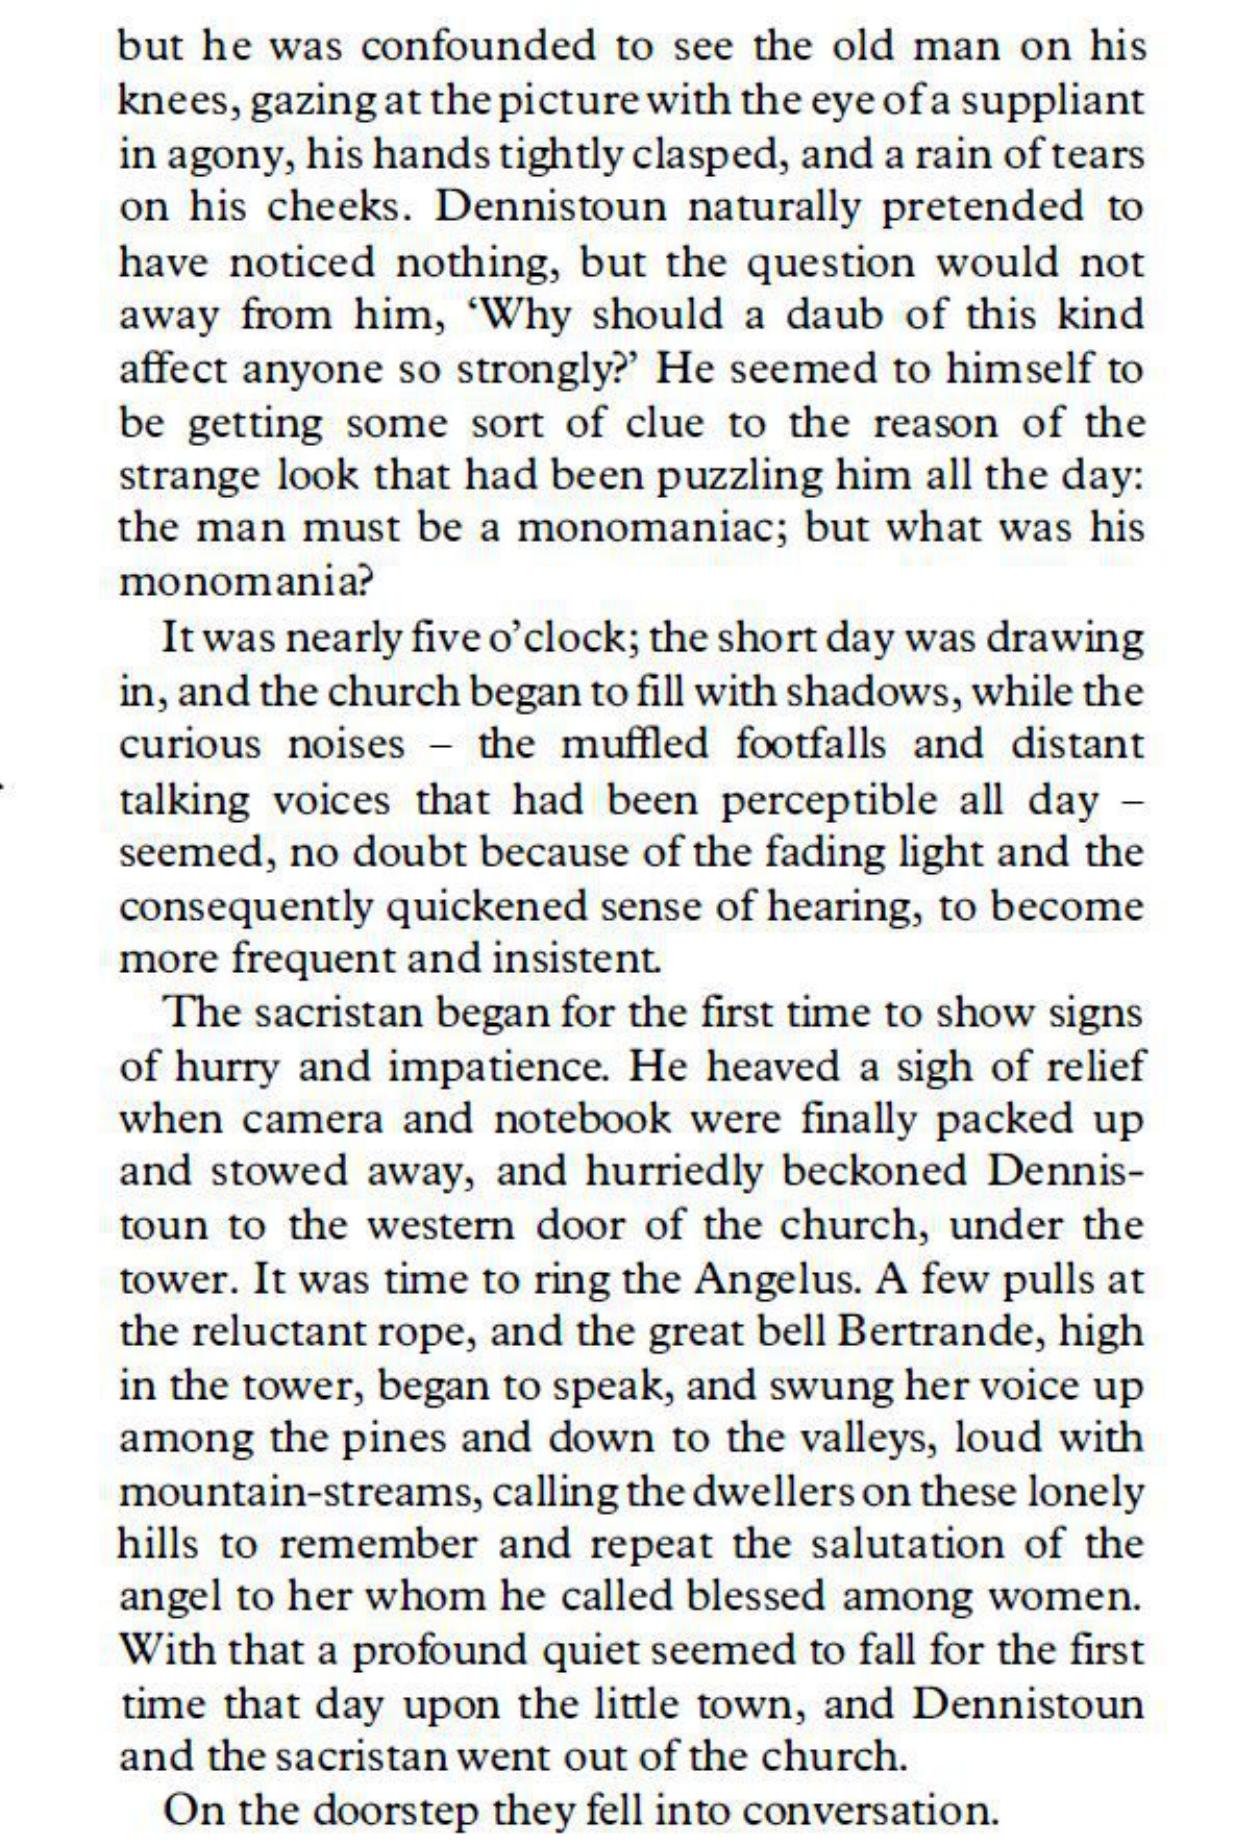 but he was confounded to see the old man on his
knees, gazing at the picture with the eye of a suppliant
in agony, his hands tightly clasped, and a rain of tears
on his cheeks. Dennistoun naturally pretended to
have noticed nothing, but the question would not
away from him, ‘Why should a daub of this kind
affect anyone so strongly?’ He seemed to himself to
be getting some sort of clue to the reason of the
strange look that had been puzzling him all the day:
the man must be a monomaniac; but what was his
monomania?
It was nearly five o’clock; the short day was drawing
in, and the church began to fill with shadows, while the
curious noises – the muffled footfalls and distant
talking voices that had been perceptible all day –
seemed, no doubt because of the fading light and the
consequently quickened sense of hearing, to become
more frequent and insistent.
The sacristan began for the first time to show signs
of hurry and impatience. He heaved a sigh of relief
when camera and notebook were finally packed up
and stowed away, and hurriedly beckoned Dennis-
toun to the western door of the church, under the
tower. It was time to ring the Angelus. A few pulls at
the reluctant rope, and the great bell Bertrande, high
in the tower, began to speak, and swung her voice up
among the pines and down to the valleys, loud with
mountain-streams, calling the dwellers on these lonely
hills to remember and repeat the salutation of the
angel to her whom he called blessed among women.
With that a profound quiet seemed to fall for the first
time that day upon the little town, and Dennistoun
and the sacristan went out of the church.
On the doorstep they fell into conversation.